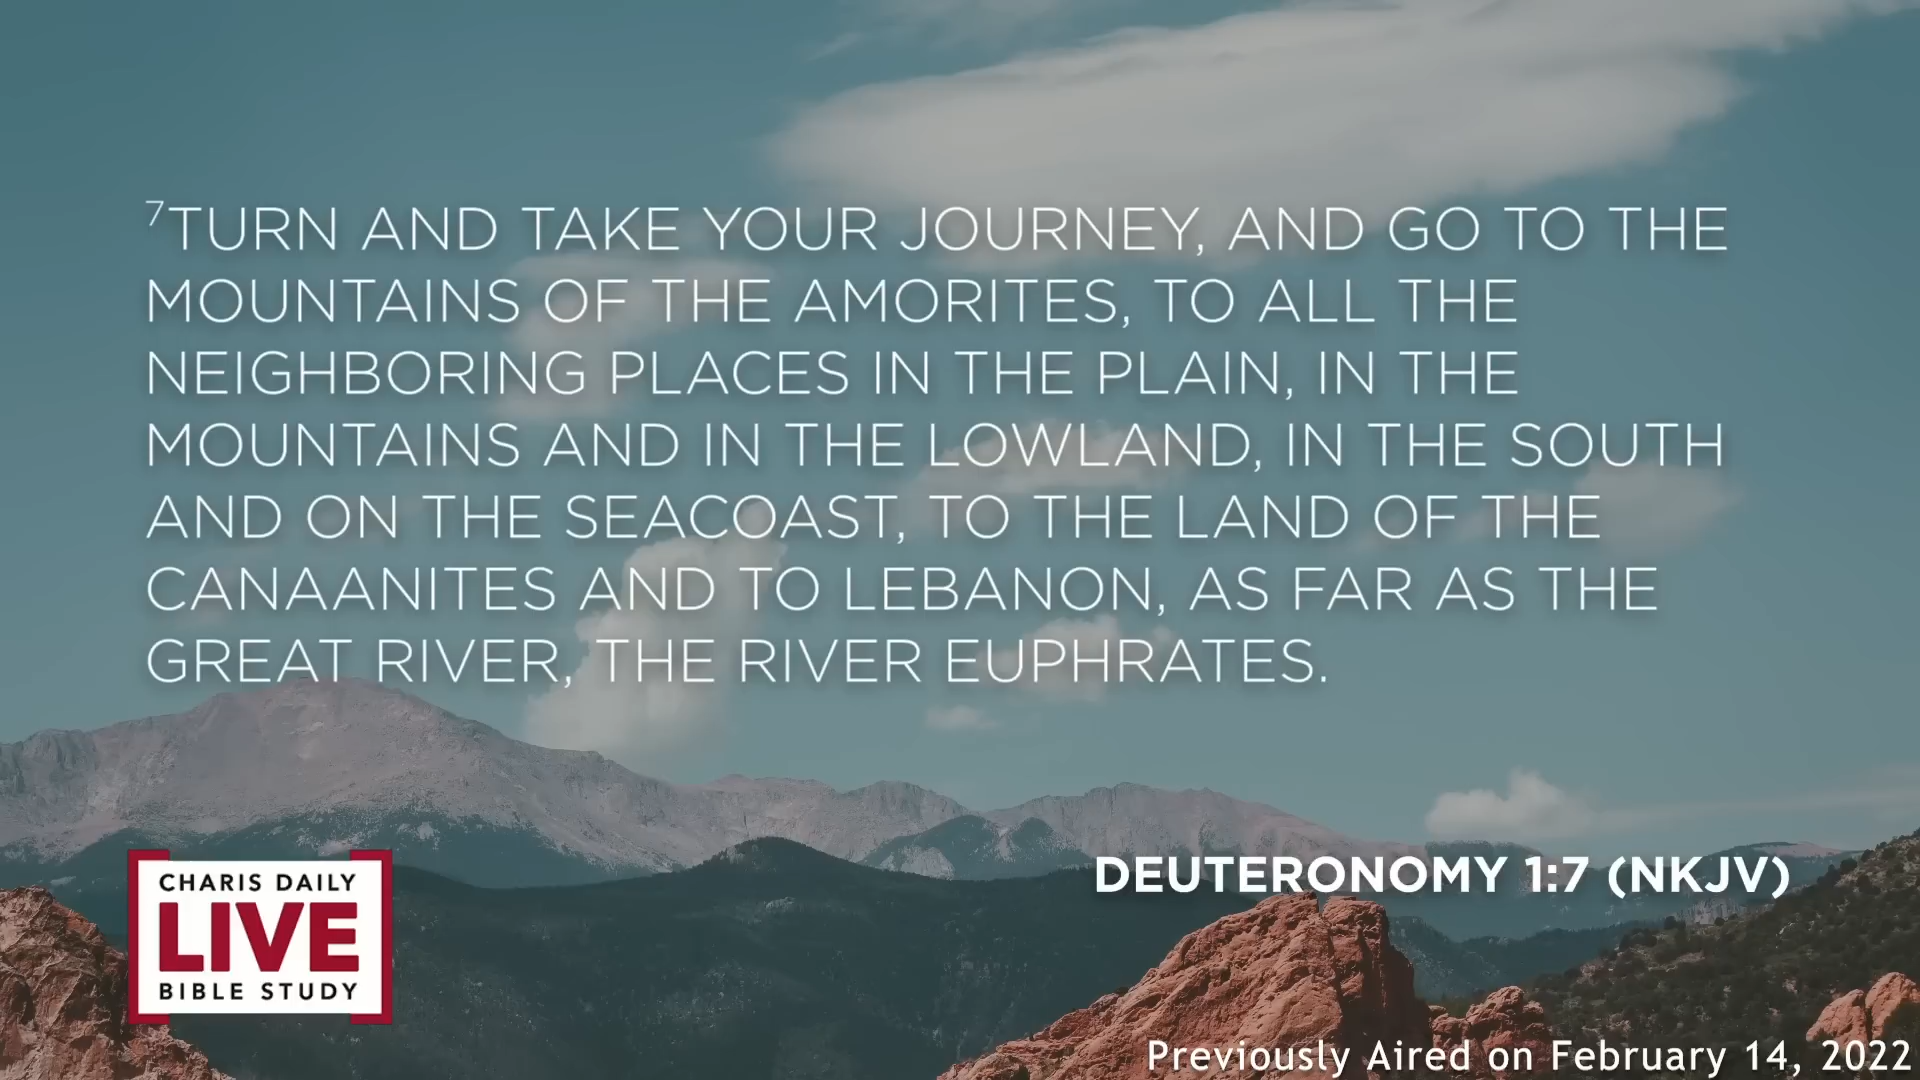 7TURN AND TAKE YOUR JOURNEY, AND GO TO THE
MOUNTAINS OF THE AMORITES, TO ALL THE
NEIGHBORING PLACES IN THE PLAIN, IN THE
MOUNTAINS AND IN THE LOWLAND, IN THE SOUTH
AND ON THE SEACOAST, TO THE LAND OF THE
CANAANITES AND TO LEBANON, AS FAR AS THE
GREAT RIVER, THE RIVER EUPHRATES.
DEUTERONOMY 1:7 (NKJV)
CHARIS DAILY
LIVE
BIBLE STUDY
Previously Aired on February 14, 2022